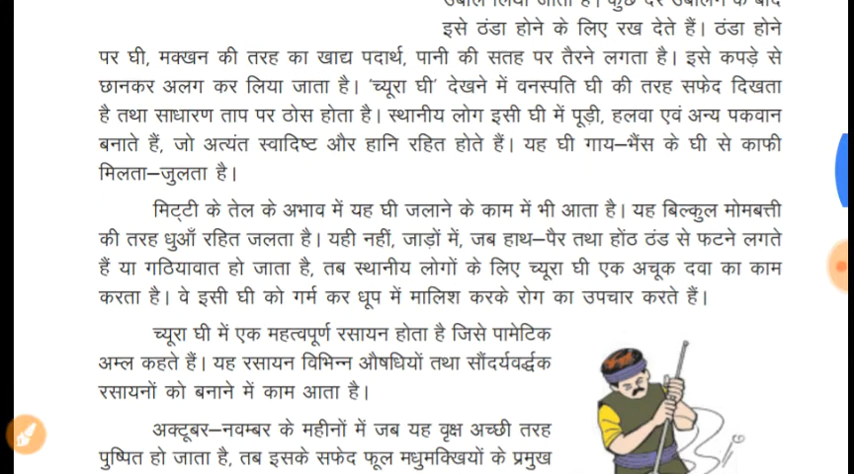 उबाल लिया जाता है। कुछ देर उबालने के बाद
इसे ठंडा होने के लिए रख देते हैं। ठंडा होने
पर घी, मक्खन की तरह का खाद्य पदार्थ, पानी की सतह पर तैरने लगता है। इसे कपड़े से
छानकर अलग कर लिया जाता है। 'च्यूरा घी' देखने में वनस्पति घी की तरह सफेद दिखता
है तथा साधारण ताप पर ठोस होता है। स्थानीय लोग इसी घी में पूड़ी, हलवा एवं अन्य पकवान
बनाते हैं, जो अत्यंत स्वादिष्ट और हानि रहित होते हैं। यह घी गाय–भैंस के घी से काफी
मिलता–जुलता है।
मिट्टी के तेल के अभाव में यह घी जलाने के काम में भी आता है। यह बिल्कुल मोमबत्ती
की तरह धुआँ रहित जलता है। यही नहीं, जाड़ों में, जब हाथ–पैर तथा होंठ ठंड से फटने लगते
हैं या गठियावात हो जाता है, तब स्थानीय लोगों के लिए च्यूरा घी एक अचूक दवा का काम
करता है। वे इसी घी को गर्म कर धूप में मालिश करके रोग का उपचार करते हैं।
च्यूरा घी में एक महत्वपूर्ण रसायन होता है जिसे पामेटिक
अम्ल कहते हैं। यह रसायन विभिन्न औषधियों तथा सौंदर्यवर्द्धक
रसायनों को बनाने में काम आता है।
अक्टूबर–नवम्बर के महीनों में जब यह वृक्ष अच्छी तरह
पुष्पित हो जाता है, तब इसके सफेद फूल मधुमक्खियों के प्रमुख